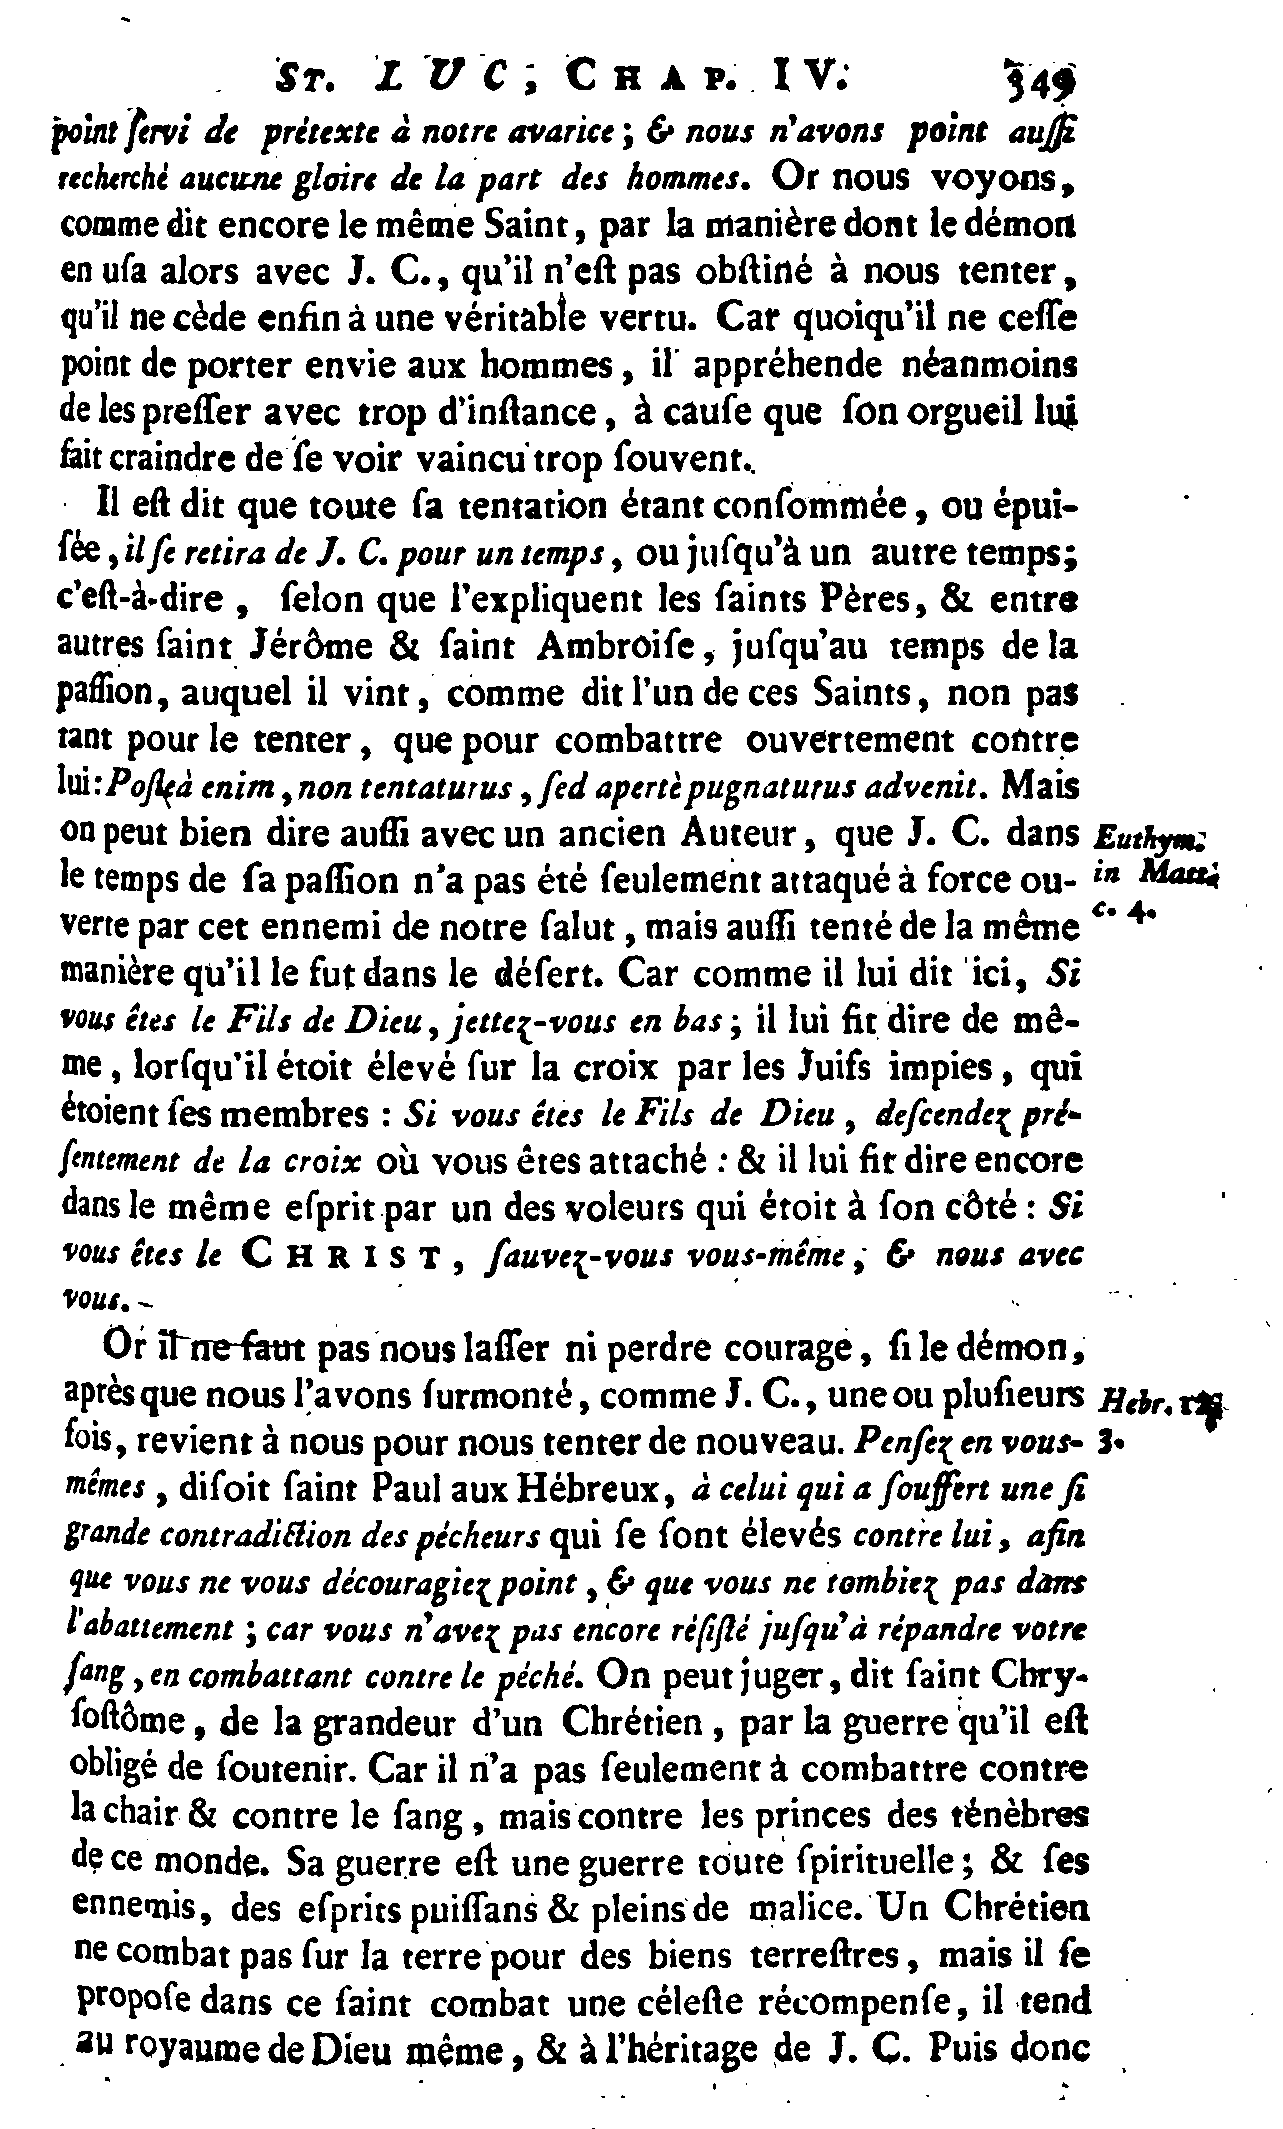 ST. LUC, CHAP. IV. 349
point ſervi de prétexte à notre avarice ; & nous n'avons point auſſi
recherché aucune gloire de la part des hommes. Or nous voyons,
comme dit encore le même Saint, par la manière dont le démon
en uſa alors avec J. C., qu'il n'eſt pas obſtiné à nous tenter,
qu'il ne cède enfin à une véritable vertu. Car quoiqu'il ne ceſſe
point de porter envie aux hommes, il appréhende néanmoins
de les preſſer avec trop d'inſtance, à cauſe que ſon orgueil lui
fait craindre de ſe voir vaincu trop ſouvent.
Il eſt dit que toute ſa tentation étant conſommée, ou épui-
ſée, il ſe retira de J. C. pour un temps, ou juſqu'à un autre temps;
c'eſt-à-dire, ſelon que l'expliquent les ſaints Pères, & entre
autres ſaint Jérôme & ſaint Ambroiſe, juſqu'au temps de la
paſſion, auquel il vint, comme dit l'un de ces Saints, non pas
tant pour le tenter, que pour combattre ouvertement contre
lui : Poſteà enim, non tentaturus, ſed apertè pugnaturus advenit. Mais
on peut bien dire auſſi avec un ancien Auteur, que J. C. dans
Euthym.
le temps de ſa paſſion n'a pas été ſeulement attaqué à force ou-
in Matt.
verte par cet ennemi de notre ſalut, mais auſſi tenté de la même
c. 4.
manière qu'il le fut dans le déſert. Car comme il lui dit ici, Si
vous êtes le Fils de Dieu, jettez-vous en bas ; il lui fit dire de mê-
me, lorſqu'il étoit élevé ſur la croix par les Juifs impies, qui
étoient ſes membres : Si vous êtes le Fils de Dieu, deſcendez pré-
ſentement de la croix où vous êtes attaché : & il lui fit dire encore
dans le même eſprit par un des voleurs qui étoit à ſon côté : Si
vous êtes le CHRIST, ſauvez-vous vous-même ; & nous avec
vous.
Or il ne faut pas nous laſſer ni perdre courage, ſi le démon,
après que nous l'avons ſurmonté, comme J. C., une ou pluſieurs
Hebr.
fois, revient à nous pour nous tenter de nouveau. Penſez en vous-
3.
mêmes, diſoit ſaint Paul aux Hébreux, à celui qui a ſouffert une ſi
grande contradiction des pécheurs qui ſe ſont élevés contre lui, afin
que vous ne vous découragiez point, & que vous ne tombiez pas dans
l'abattement ; car vous n'avez pas encore réſiſté juſqu'à répandre votre
ſang, en combattant contre le péché. On peut juger, dit ſaint Chry-
ſoſtôme, de la grandeur d'un Chrétien, par la guerre qu'il eſt
obligé de ſoutenir. Car il n'a pas ſeulement à combattre contre
la chair & contre le ſang, mais contre les princes des ténèbres
de ce monde. Sa guerre eſt une guerre toute ſpirituelle ; & ſes
ennemis, des eſprits puiſſans & pleins de malice. Un Chrétien
ne combat pas ſur la terre pour des biens terreſtres, mais il ſe
propoſe dans ce ſaint combat une céleſte récompenſe, il tend
au royaume de Dieu même, & à l'héritage de J. C. Puis donc